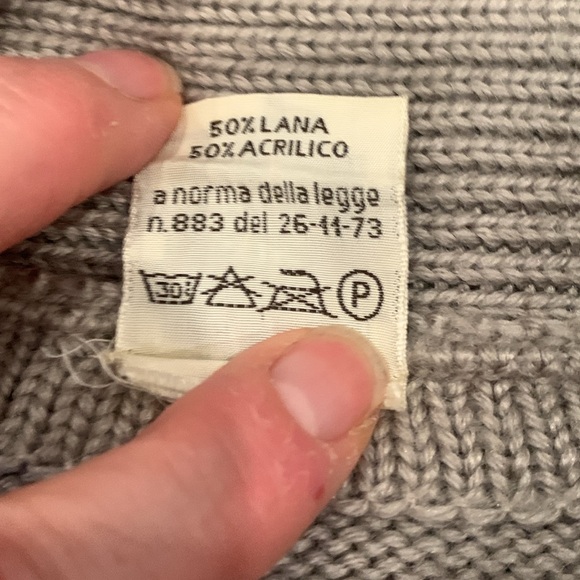 50% LANA
50% ACRILICO
a norma della legge
n.883 del 26-11-73
30°
P